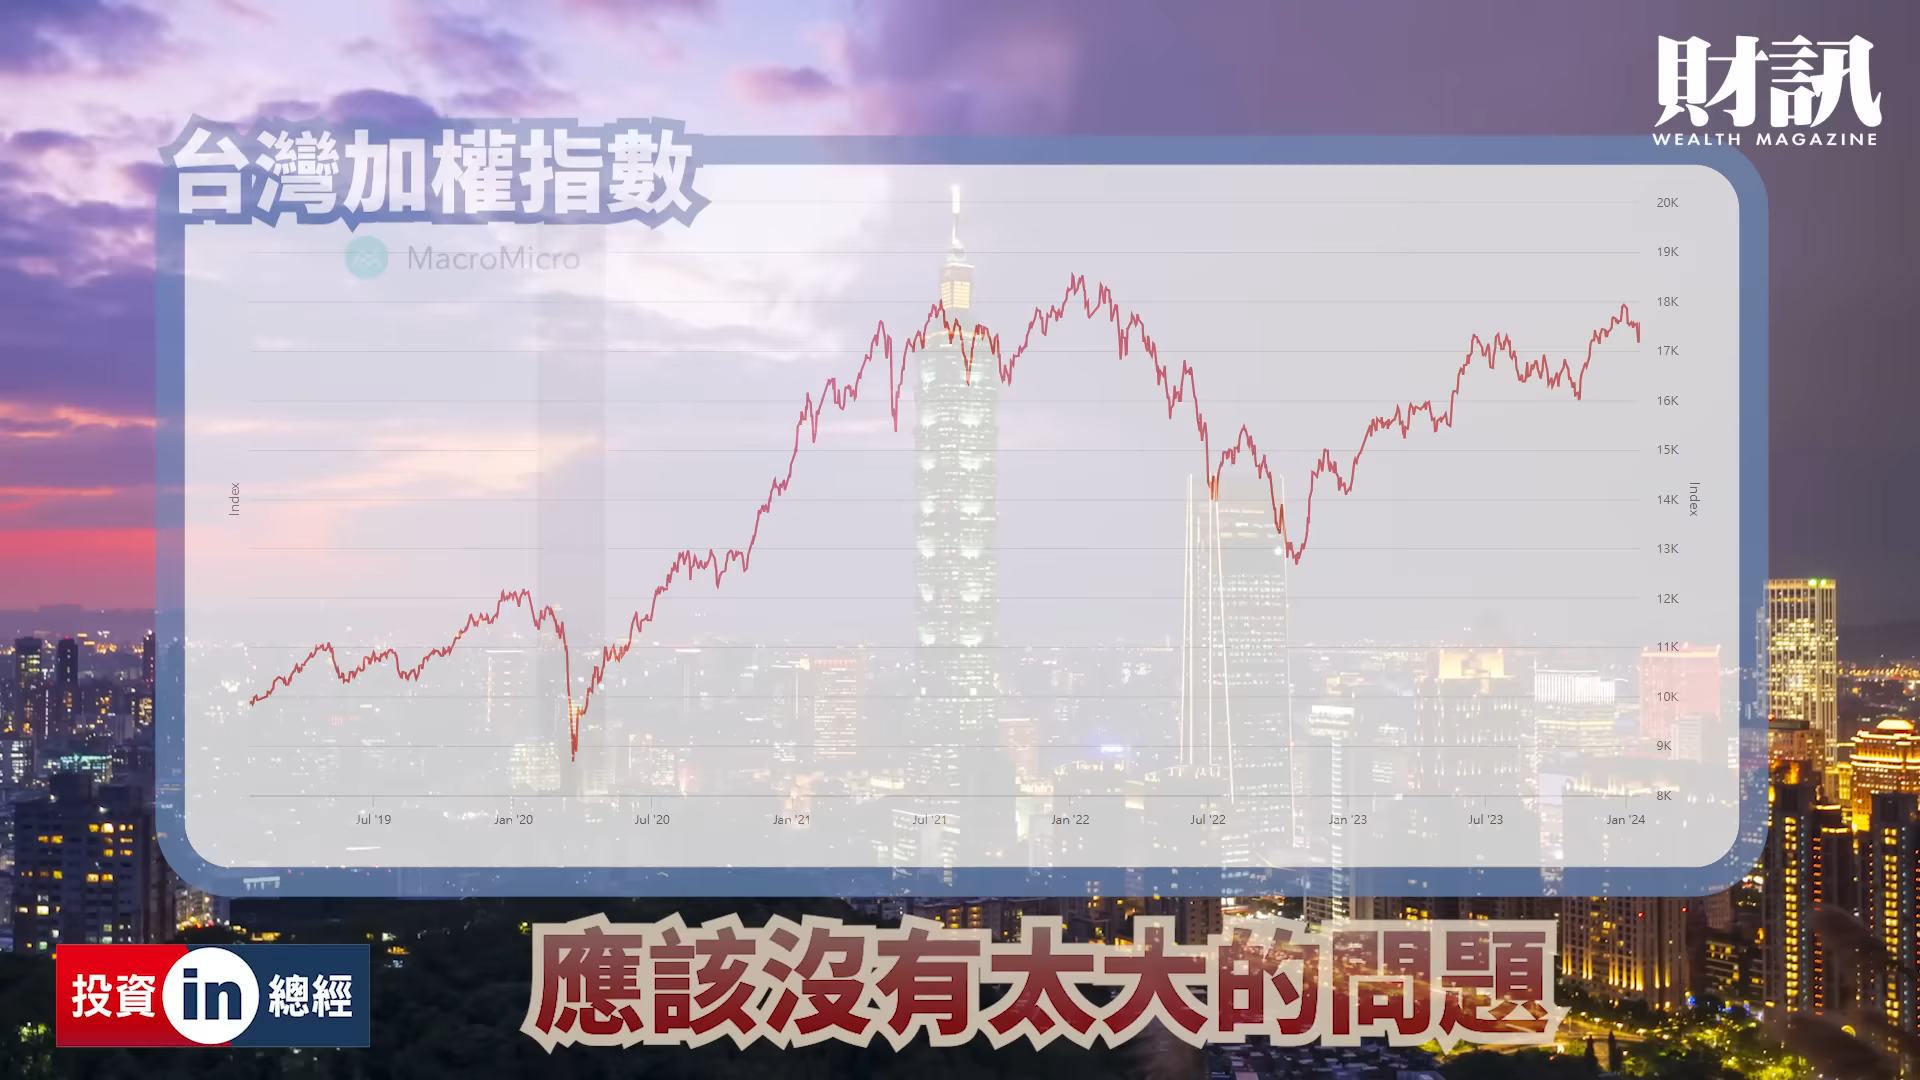 財訊
WEALTH MAGAZINE
台灣加權指數
MacroMicro
20K
19K
18K
17K
16K
15K
14K
13K
12K
11K
10K
9K
8K
Index
Index
Jul '19
Jan '20
Jul '20
Jan '21
Jul '21
Jan '22
Jul '22
Jan '23
Jul '23
Jan '24
投資in總經
應該沒有太大的問題